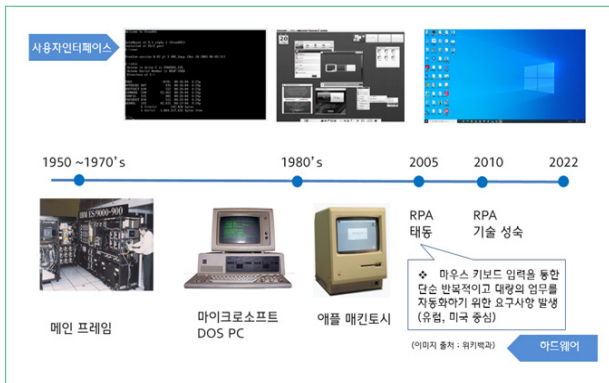 사용자인터페이스
1950 ~1970's
1980's
2005
2010
2022
IBM ES/9000-900
RPA
태동
RPA
기술 성숙
❖ 마우스 키보드 입력을 통한
단순 반복적이고 대량의 업무를
자동화하기 위한 요구사항 발생
(유럽, 미국 중심)
메인 프레임
마이크로소프트
DOS PC
애플 매킨토시
(이미지 출처 : 위키백과)
하드웨어